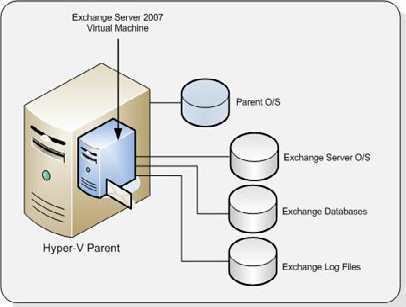 Exchange Server 2007
Virtual Machine
Parent O/S
Exchange Server O/S
Exchange Databases
Hyper-V Parent
Exchange Log Files